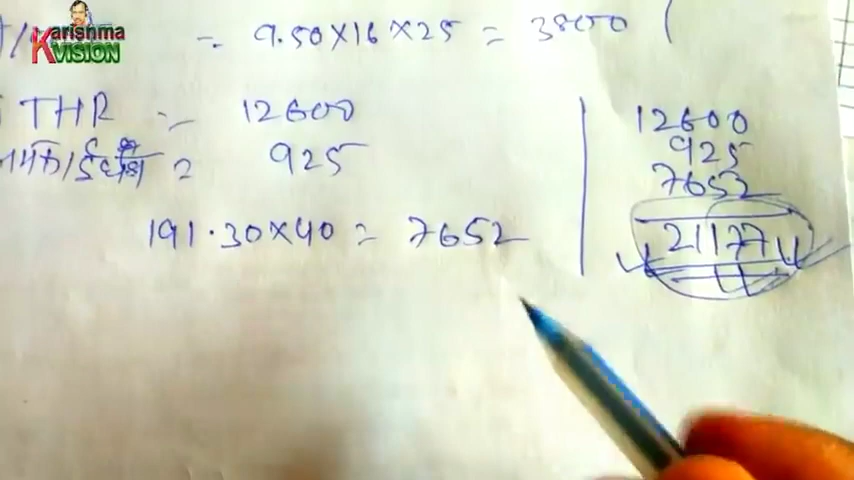 Karishma
VISION
9.50×16×25 = 3800
THR = 12600
= 925
191.30×40 = 7652
12600
925
7652
21177